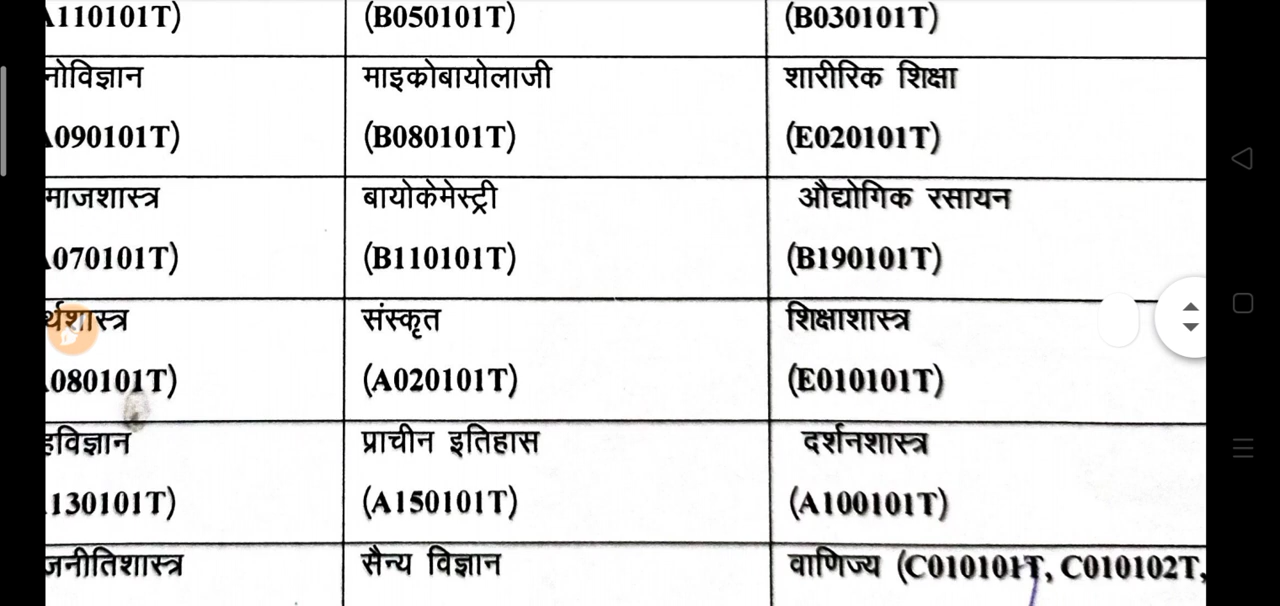 110101T) (B050101T) (B030101T)
नोविज्ञान माइकोबायोलाजी शारीरिक शिक्षा
090101T) (B080101T) (E020101T)
माजशास्त्र बायोकेमेस्ट्री औद्योगिक रसायन
070101T) (B110101T) (B190101T)
र्थशास्त्र संस्कृत शिक्षाशास्त्र
080101T) (A020101T) (E010101T)
हविज्ञान प्राचीन इतिहास दर्शनशास्त्र
130101T) (A150101T) (A100101T)
जनीतिशास्त्र सैन्य विज्ञान वाणिज्य (C010101T, C010102T,